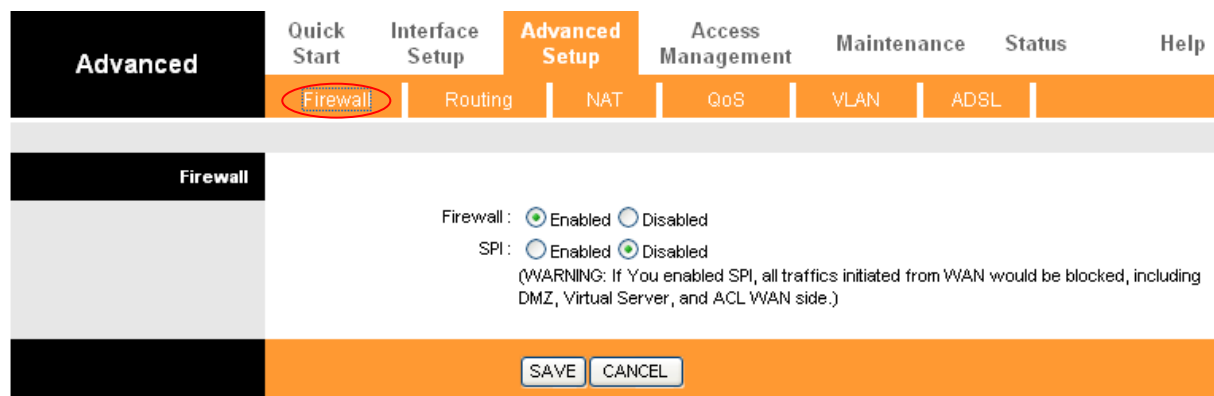 Advanced
Quick Start
Interface Setup
Advanced Setup
Access Management
Maintenance
Status
Help
Firewall
Routing
NAT
QoS
VLAN
ADSL
Firewall
Firewall : Enabled Disabled
SPI : Enabled Disabled
(WARNING: If You enabled SPI, all traffics initiated from WAN would be blocked, including
DMZ, Virtual Server, and ACL WAN side.)
SAVE CANCEL